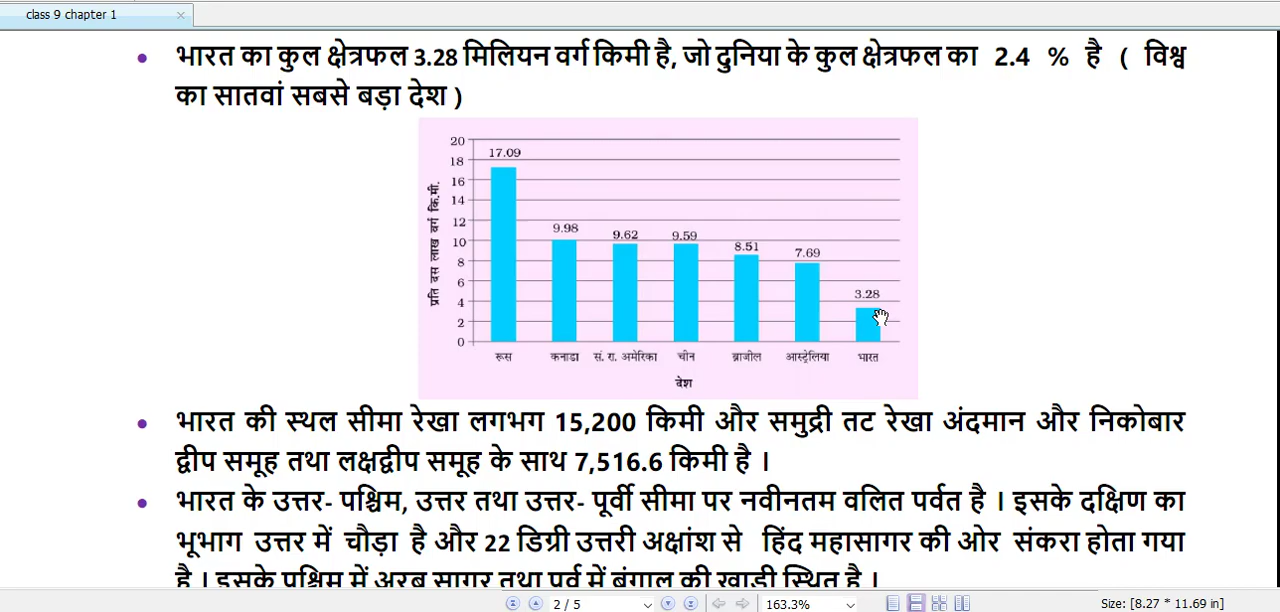 class 9 chapter 1
भारत का कुल क्षेत्रफल 3.28 मिलियन वर्ग किमी है, जो दुनिया के कुल क्षेत्रफल का 2.4 % है ( विश्व
का सातवां सबसे बड़ा देश )
प्रति दस लाख वर्ग कि.मी.
20
18
16
14
12
10
8
6
4
2
0
17.09
9.98
9.62
9.59
8.51
7.69
3.28
रूस कनाडा सं. रा. अमेरिका चीन ब्राजील आस्ट्रेलिया भारत
देश
भारत की स्थल सीमा रेखा लगभग 15,200 किमी और समुद्री तट रेखा अंदमान और निकोबार
द्वीप समूह तथा लक्षद्वीप समूह के साथ 7,516.6 किमी है ।
भारत के उत्तर- पश्चिम, उत्तर तथा उत्तर- पूर्वी सीमा पर नवीनतम वलित पर्वत है । इसके दक्षिण का
भूभाग उत्तर में चौड़ा है और 22 डिग्री उत्तरी अक्षांश से हिंद महासागर की ओर संकरा होता गया
है । इसके पश्चिम में अरब सागर तथा पूर्व में बंगाल की खाड़ी स्थित है ।
2 / 5
163.3%
Size: [8.27 * 11.69 in]